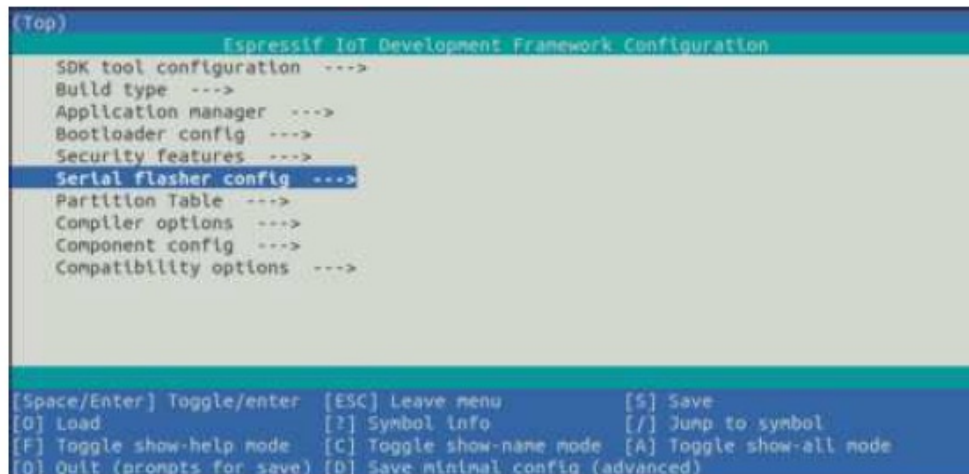 (Top)
Espressif IoT Development Framework Configuration
SDK tool configuration --->
Build type --->
Application manager --->
Bootloader config --->
Security features --->
Serial flasher config --->
Partition Table --->
Compiler options --->
Component config --->
Compatibility options --->
[Space/Enter] Toggle/enter [ESC] Leave menu [S] Save
[O] Load [?] Symbol info [/] Jump to symbol
[F] Toggle show-help mode [C] Toggle show-name mode [A] Toggle show-all mode
[Q] Quit (prompts for save) [D] Save minimal config (advanced)